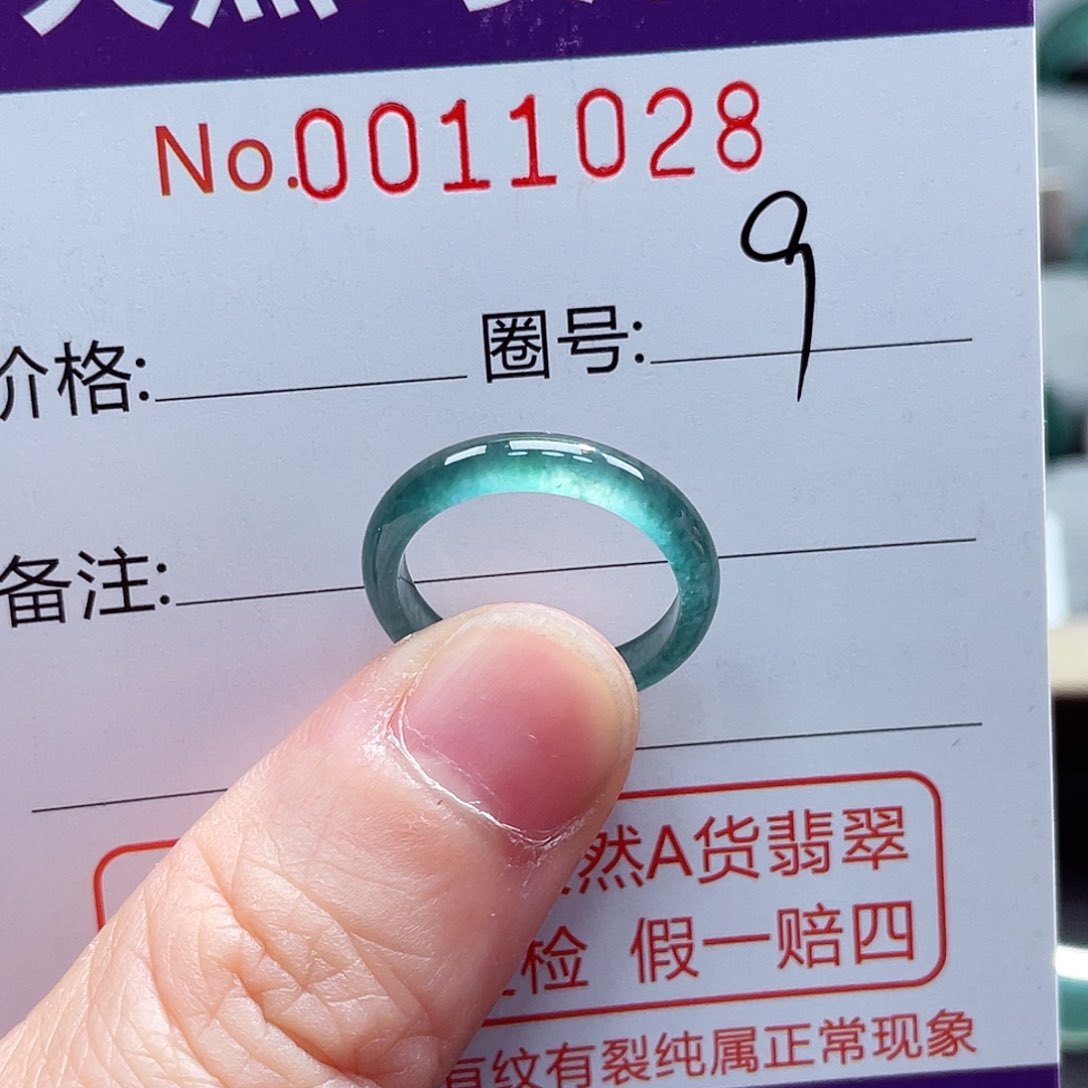 No.0011028
9
价格: 圈号:
备注:
然A货翡翠
检 假一赔四
有纹有裂纯属正常现象